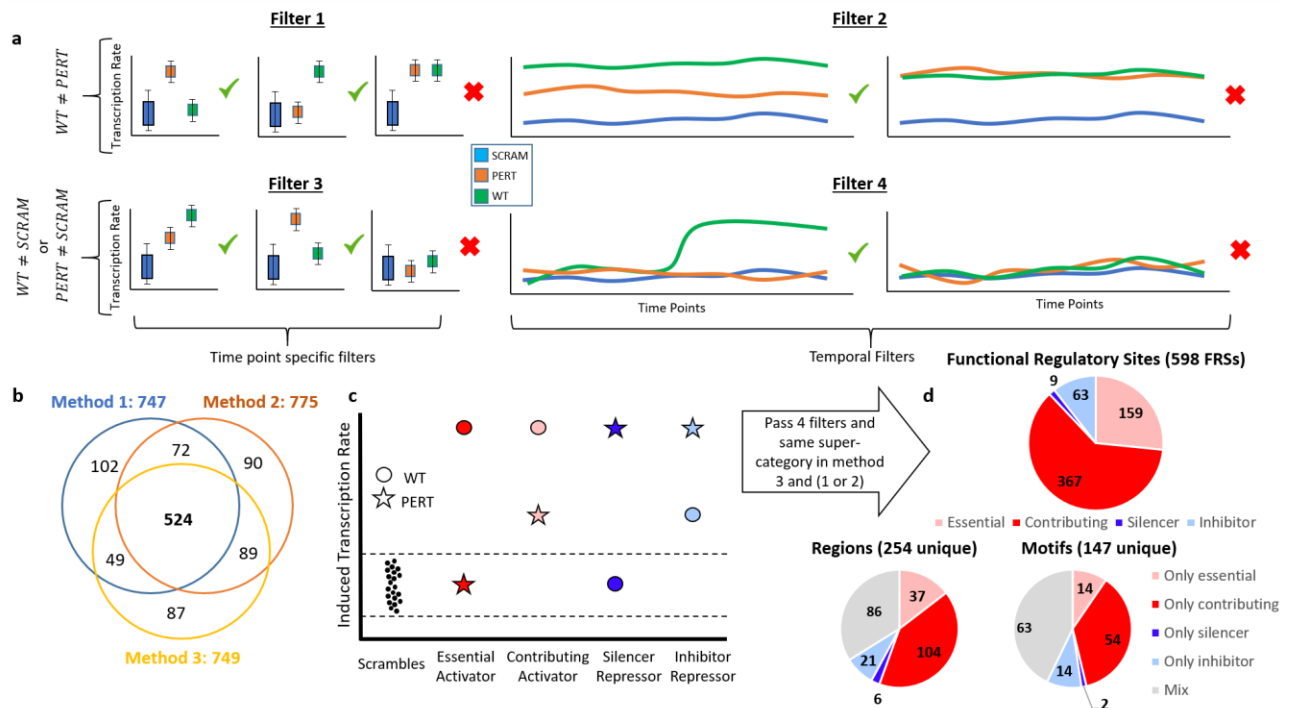 Filter 1
Filter 2
a
WT ≠ PERT
Transcription Rate
SCRAM
PERT
WT
Filter 3
Filter 4
WT ≠ SCRAM
or
PERT ≠ SCRAM
Transcription Rate
Time Points
Time Points
Time point specific filters
Temporal Filters
b
Method 1: 747
Method 2: 775
102
72
90
524
49
89
87
Method 3: 749
c
Induced Transcription Rate
WT
PERT
Scrambles
Essential
Activator
Contributing
Activator
Silencer
Repressor
Inhibitor
Repressor
Pass 4 filters and
same super-
category in method
3 and (1 or 2)
d
Functional Regulatory Sites (598 FRSs)
9
63
159
367
Essential
Contributing
Silencer
Inhibitor
Regions (254 unique)
37
86
104
21
6
Motifs (147 unique)
14
63
54
14
2
Only essential
Only contributing
Only silencer
Only inhibitor
Mix